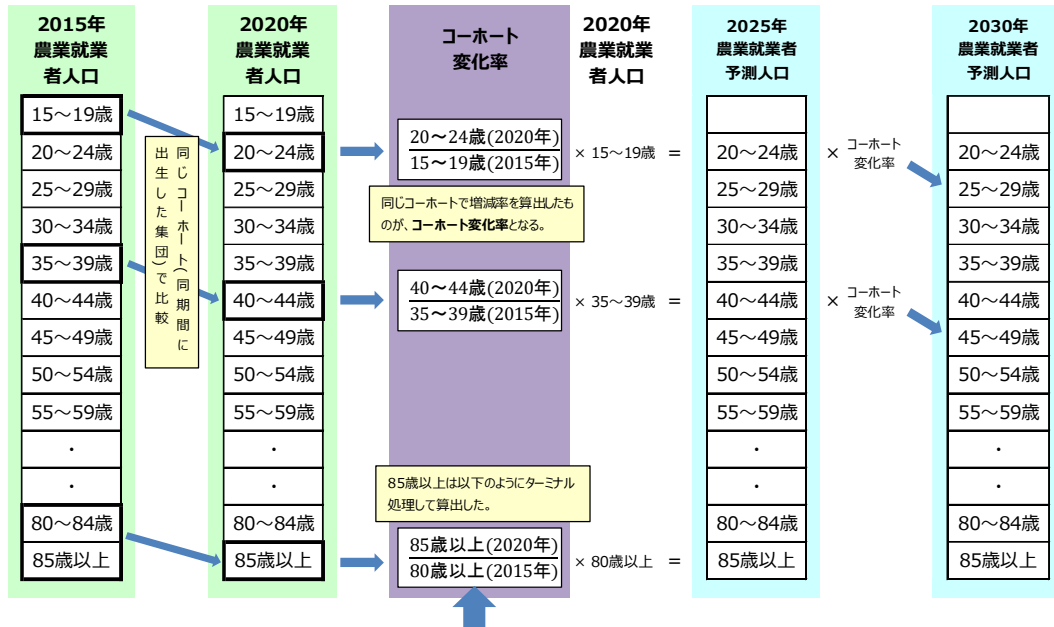 2015年
農業就業
者人口
15～19歳
20～24歳
25～29歳
30～34歳
35～39歳
40～44歳
45～49歳
50～54歳
55～59歳
・
・
80～84歳
85歳以上
同じコーホート(同期間に
出生した集団)で比較
2020年
農業就業
者人口
15～19歳
20～24歳
25～29歳
30～34歳
35～39歳
40～44歳
45～49歳
50～54歳
55～59歳
・
・
80～84歳
85歳以上
コーホート
変化率
20～24歳(2020年)
15～19歳(2015年)
同じコーホートで増減率を算出したも
のが、コーホート変化率となる。
40～44歳(2020年)
35～39歳(2015年)
85歳以上は以下のようにターミナル
処理して算出した。
85歳以上(2020年)
80歳以上(2015年)
2020年
農業就業
者人口
× 15～19歳 =
× 35～39歳 =
× 80歳以上 =
2025年
農業就業者
予測人口
20～24歳
25～29歳
30～34歳
35～39歳
40～44歳
45～49歳
50～54歳
55～59歳
・
・
80～84歳
85歳以上
× コーホート
変化率
× コーホート
変化率
2030年
農業就業者
予測人口
20～24歳
25～29歳
30～34歳
35～39歳
40～44歳
45～49歳
50～54歳
55～59歳
・
・
80～84歳
85歳以上